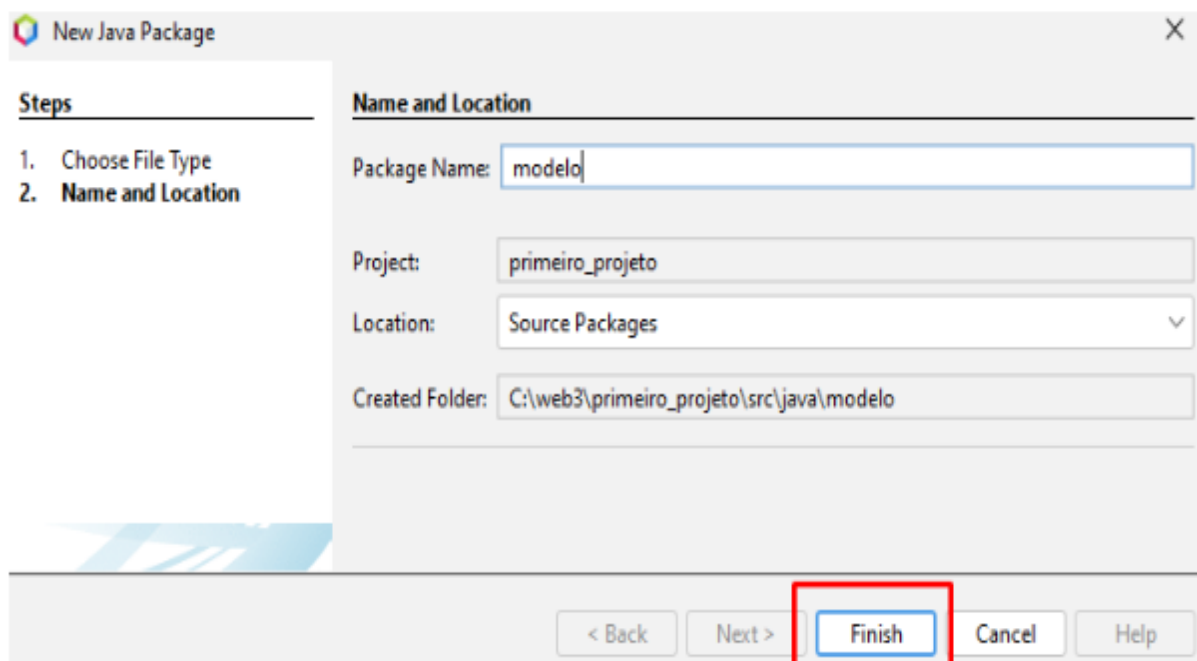 New Java Package
Steps
1. Choose File Type
2. Name and Location
Name and Location
Package Name: modelo
Project: primeiro_projeto
Location: Source Packages
Created Folder: C:\web3\primeiro_projeto\src\java\modelo
< Back Next > Finish Cancel Help